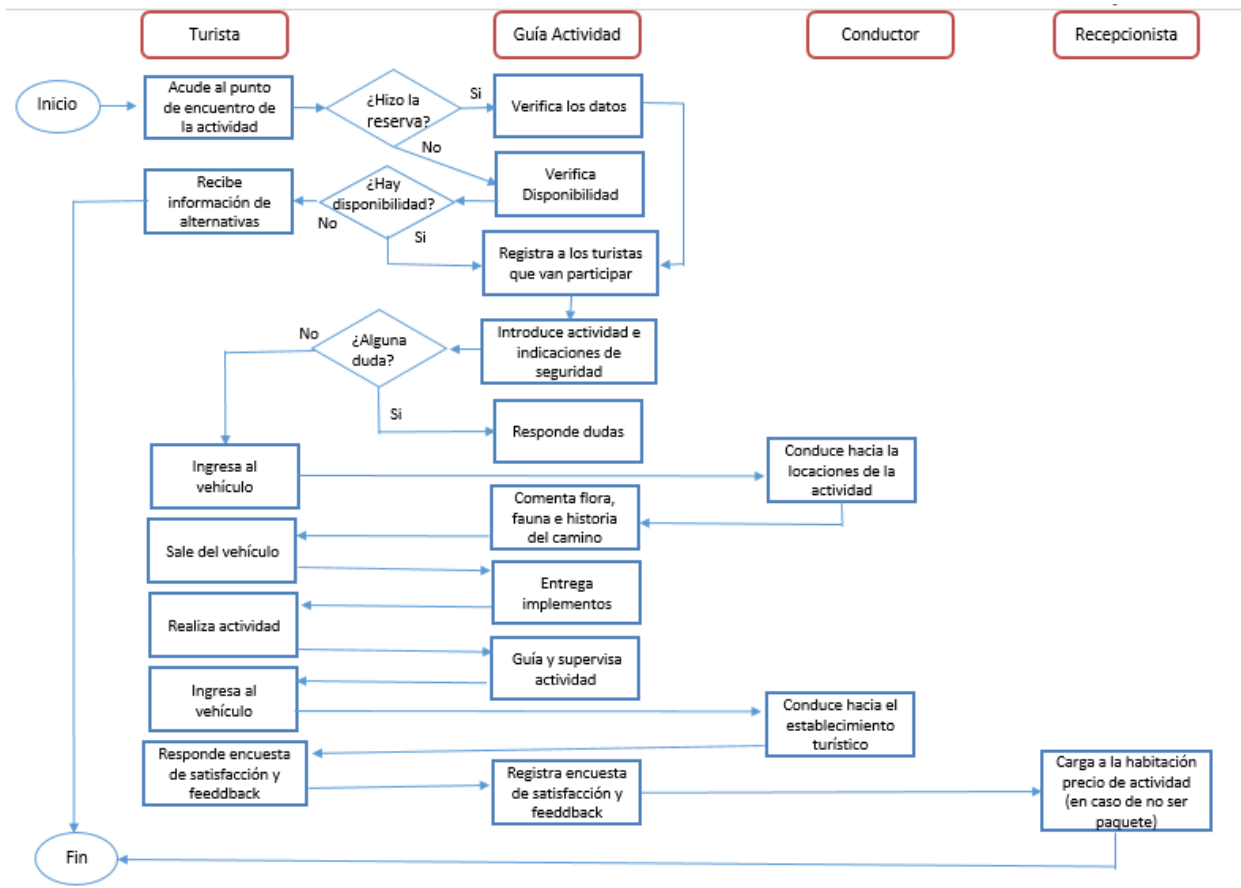 Turista
Guía Actividad
Conductor
Recepcionista
Inicio
Acude al punto
de encuentro de
la actividad
¿Hizo la
reserva?
Si
Verifica los datos
No
Recibe
información de
alternativas
¿Hay
disponibilidad?
No
Si
Verifica
Disponibilidad
Registra a los turistas
que van participar
Introduce actividad e
indicaciones de
seguridad
¿Alguna
duda?
No
Si
Responde dudas
Ingresa al
vehículo
Conduce hacia la
locaciones de la
actividad
Comenta flora,
fauna e historia
del camino
Sale del vehículo
Entrega
implementos
Realiza actividad
Guía y supervisa
actividad
Ingresa al
vehículo
Conduce hacia el
establecimiento
turístico
Responde encuesta
de satisfacción y
feeddback
Registra encuesta
de satisfacción y
feeddback
Carga a la habitación
precio de actividad
(en caso de no ser
paquete)
Fin